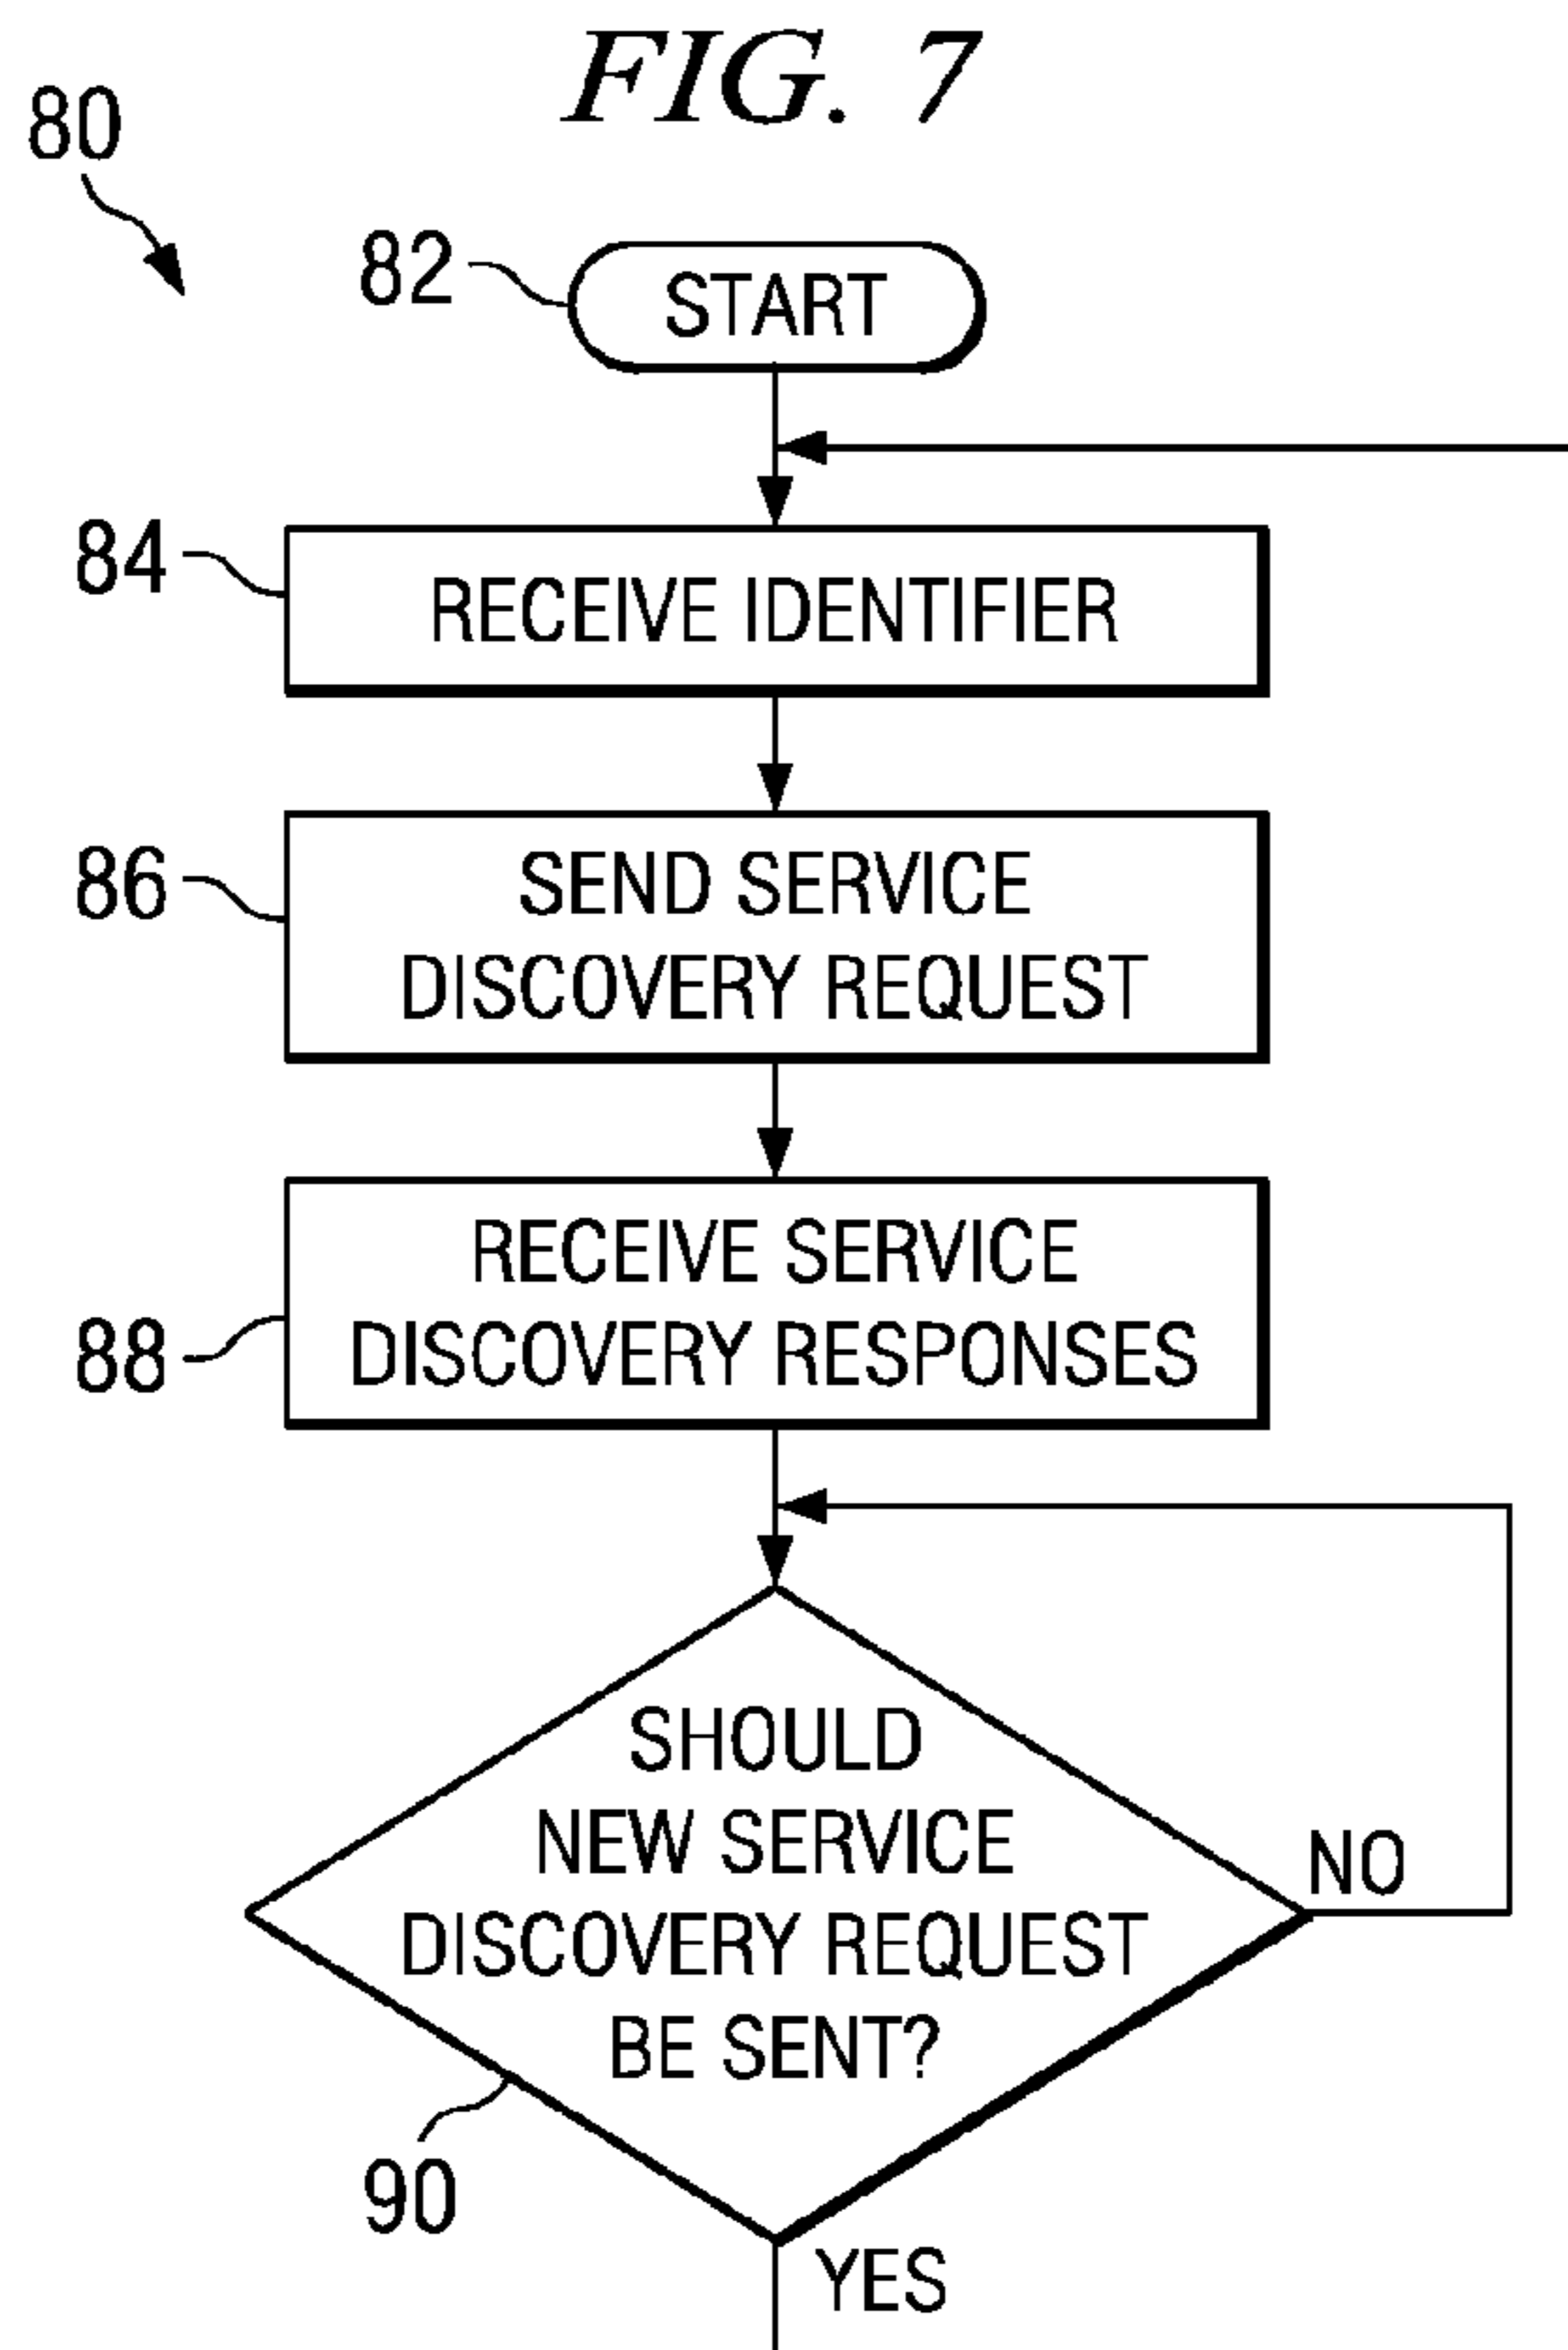 FIG. 7
80
82
START
84
RECEIVE IDENTIFIER
86
SEND SERVICE
DISCOVERY REQUEST
88
RECEIVE SERVICE
DISCOVERY RESPONSES
SHOULD
NEW SERVICE
DISCOVERY REQUEST
BE SENT?
NO
90
YES